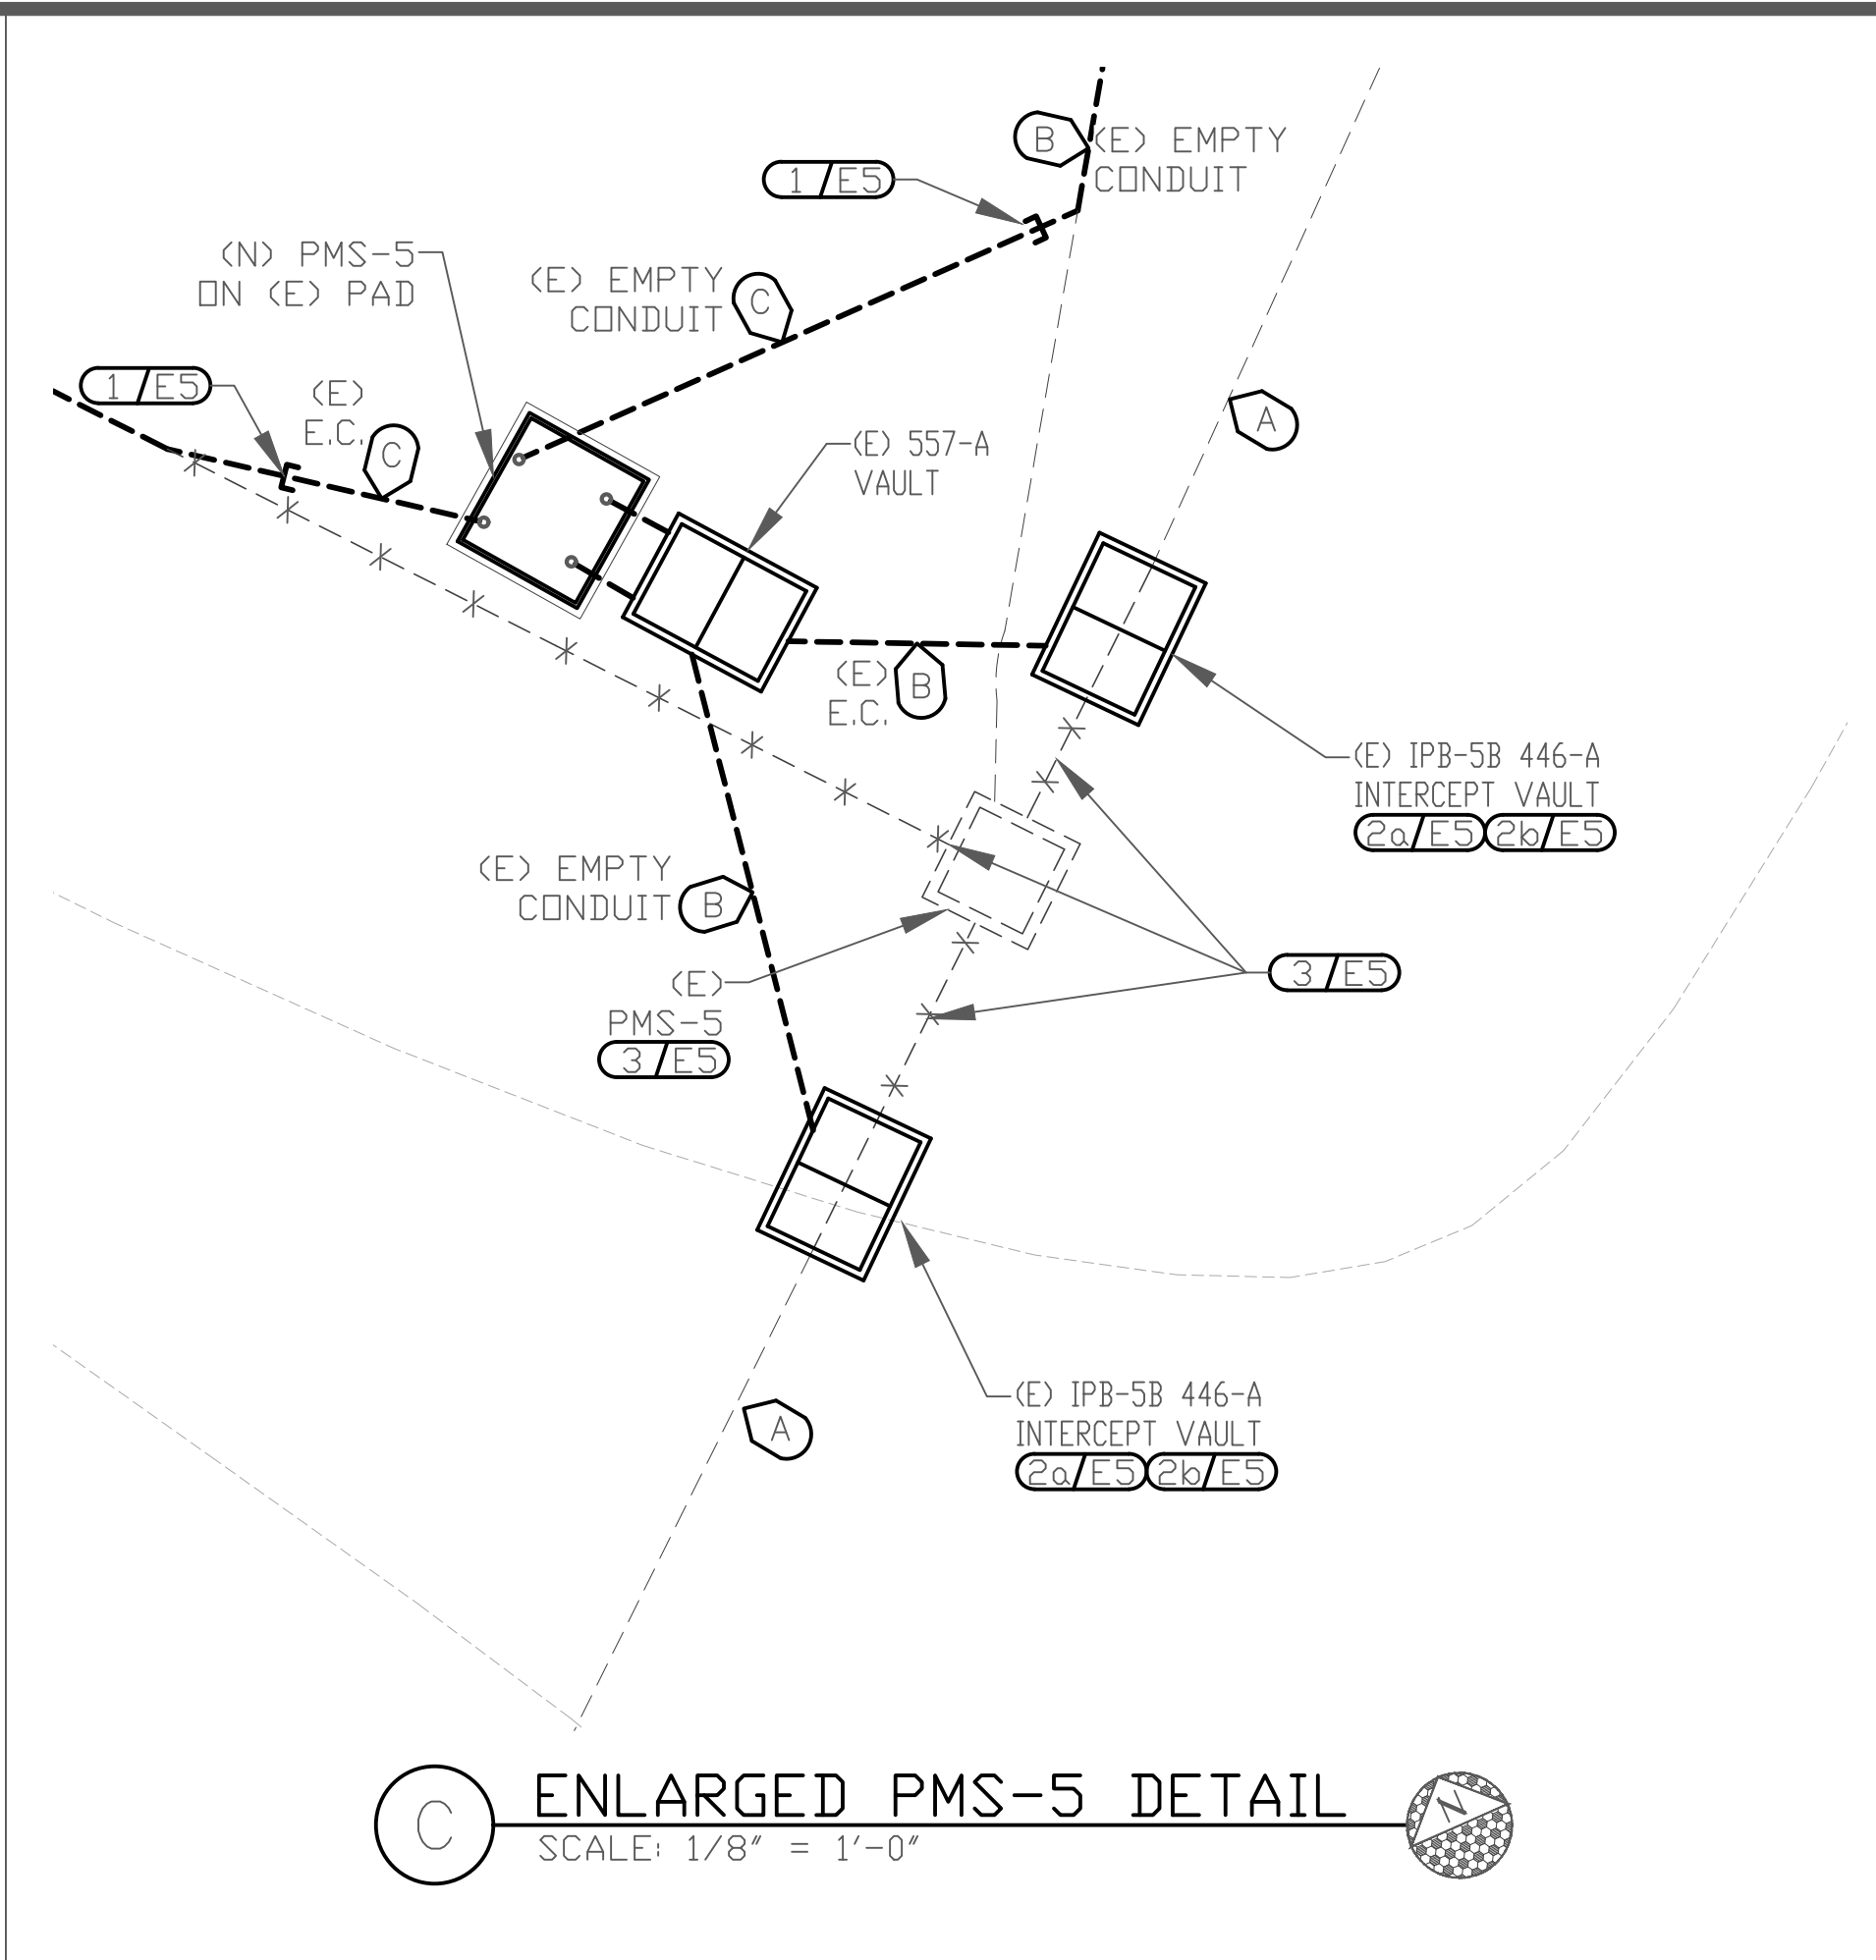 B
(E) EMPTY
CONDUIT
1/E5
(N) PMS-5
ON (E) PAD
(E) EMPTY
CONDUIT
C
1/E5
(E)
E.C.
C
A
(E) 557-A
VAULT
(E)
E.C.
B
(E) IPB-5B 446-A
INTERCEPT VAULT
2a/E5 2b/E5
(E) EMPTY
CONDUIT
B
(E)
PMS-5
3/E5
3/E5
(E) IPB-5B 446-A
INTERCEPT VAULT
2a/E5 2b/E5
A
C
ENLARGED PMS-5 DETAIL
SCALE: 1/8" = 1'-0"
N